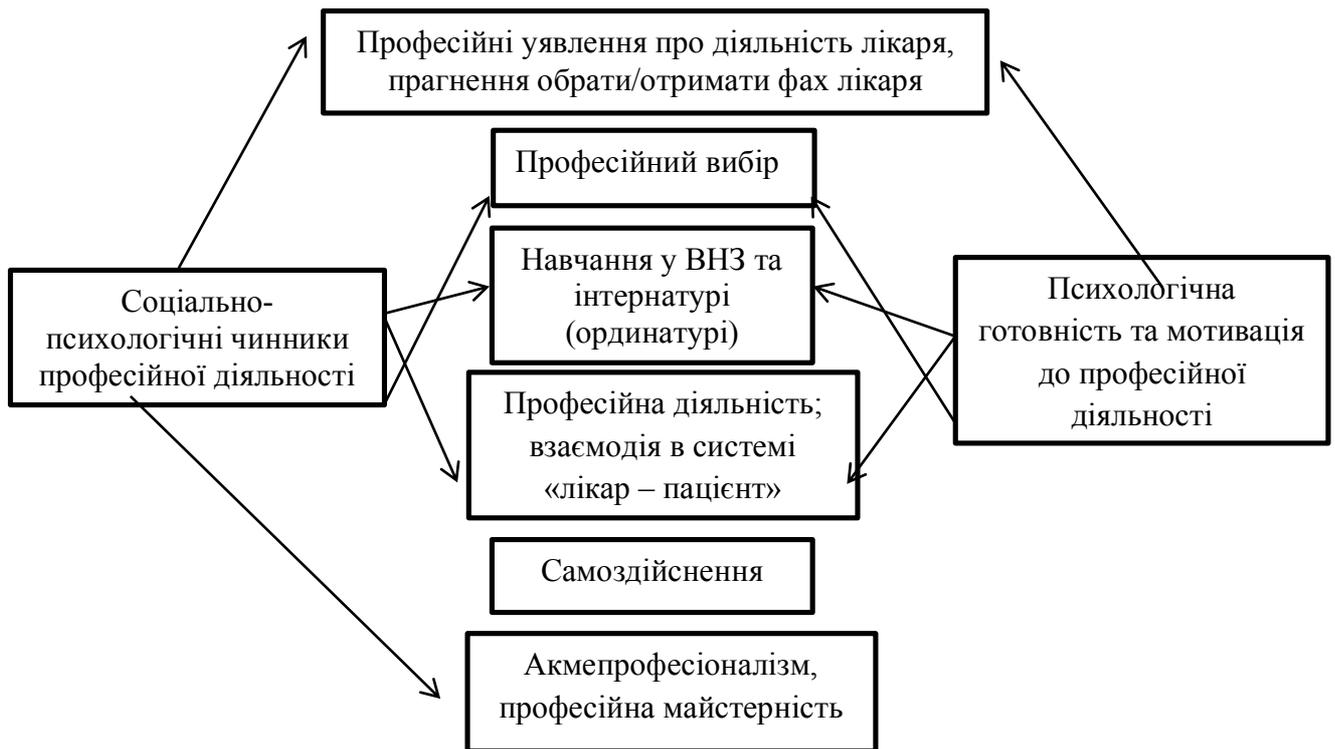 Професійні уявлення про діяльність лікаря,
прагнення обрати/отримати фах лікаря
Професійний вибір
Навчання у ВНЗ та
інтернатурі
(ординатурі)
Соціально-
психологічні чинники
професійної діяльності
Психологічна
готовність та мотивація
до професійної
діяльності
Професійна діяльність;
взаємодія в системі
«лікар – пацієнт»
Самоздійснення
Акмепрофесіоналізм,
професійна майстерність